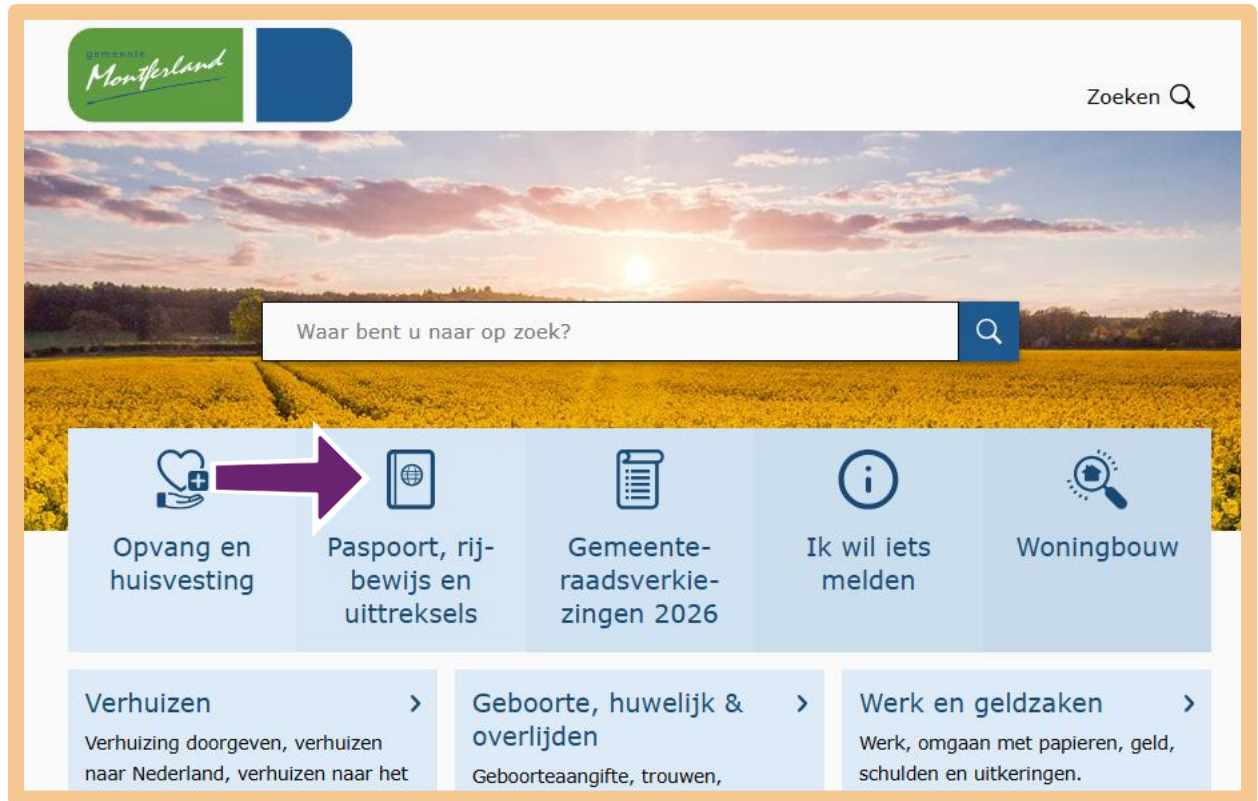 gemeente
Montferland
Zoeken
Waar bent u naar op zoek?
Opvang en
huisvesting
Paspoort, rij-
bewijs en
uittreksels
Gemeente-
raadsverkie-
zingen 2026
Ik wil iets
melden
Woningbouw
Verhuizen
Verhuizing doorgeven, verhuizen
naar Nederland, verhuizen naar het
Geboorte, huwelijk &
overlijden
Geboorteaangifte, trouwen,
Werk en geldzaken
Werk, omgaan met papieren, geld,
schulden en uitkeringen.